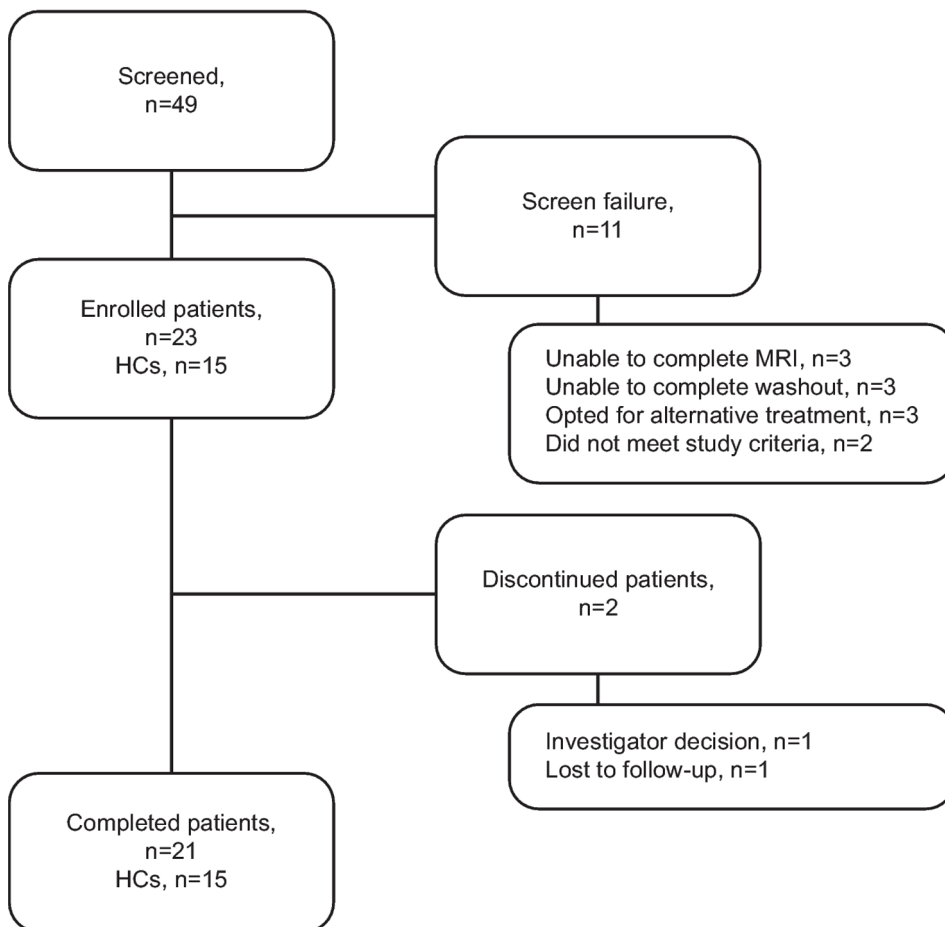 Screened,
n=49
Screen failure,
n=11
Enrolled patients,
n=23
HCs, n=15
Unable to complete MRI, n=3
Unable to complete washout, n=3
Opted for alternative treatment, n=3
Did not meet study criteria, n=2
Discontinued patients,
n=2
Investigator decision, n=1
Lost to follow-up, n=1
Completed patients,
n=21
HCs, n=15